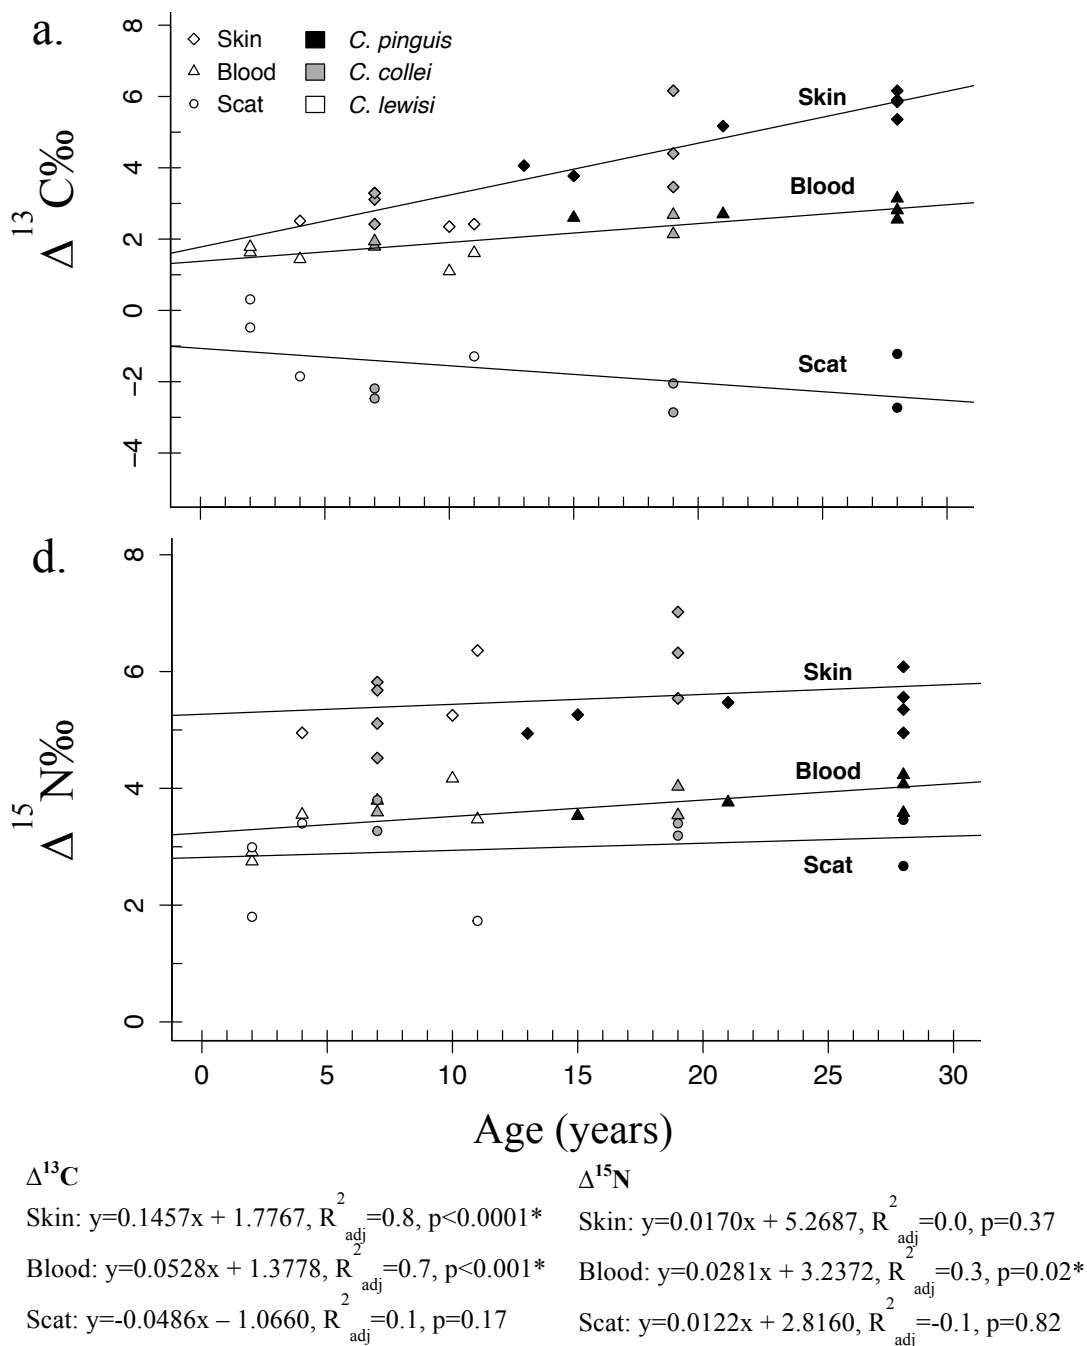 a.
Skin
C. pinguis
Blood
C. collei
Scat
C. lewisi
8
6
4
2
0
−2
−4
Δ13C‰
Skin
Blood
Scat
d.
8
6
4
2
0
Δ15N‰
Skin
Blood
Scat
0 5 10 15 20 25 30
Age (years)
Δ13C
Skin: y=0.1457x + 1.7767, R2adj=0.8, p<0.0001*
Blood: y=0.0528x + 1.3778, R2adj=0.7, p<0.001*
Scat: y=-0.0486x – 1.0660, R2adj=0.1, p=0.17
Δ15N
Skin: y=0.0170x + 5.2687, R2adj=0.0, p=0.37
Blood: y=0.0281x + 3.2372, R2adj=0.3, p=0.02*
Scat: y=0.0122x + 2.8160, R2adj=-0.1, p=0.82